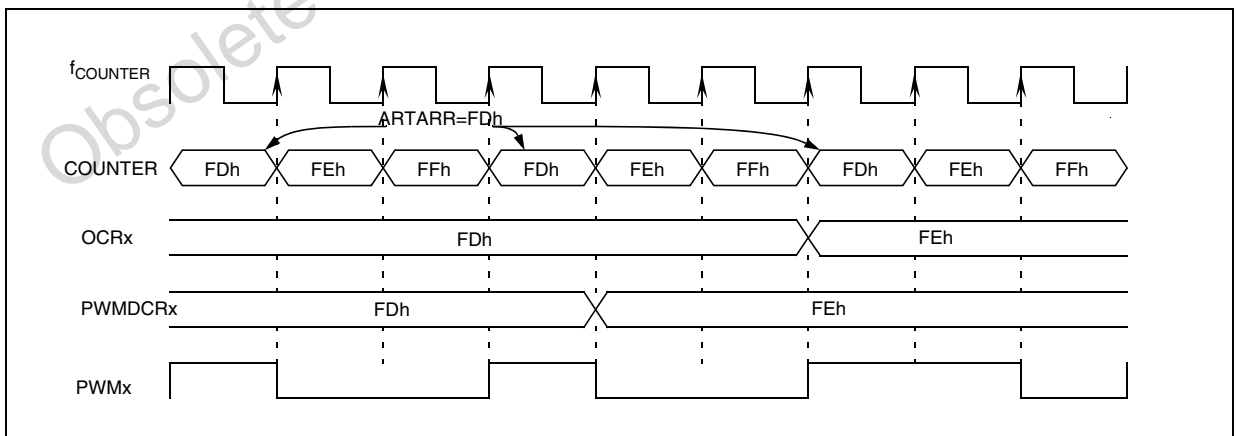 Obsolete
fCOUNTER
ARTARR=FDh
COUNTER FDh FEh FFh FDh FEh FFh FDh FEh FFh
OCRx FDh FEh
PWMDCRx FDh FEh
PWMx